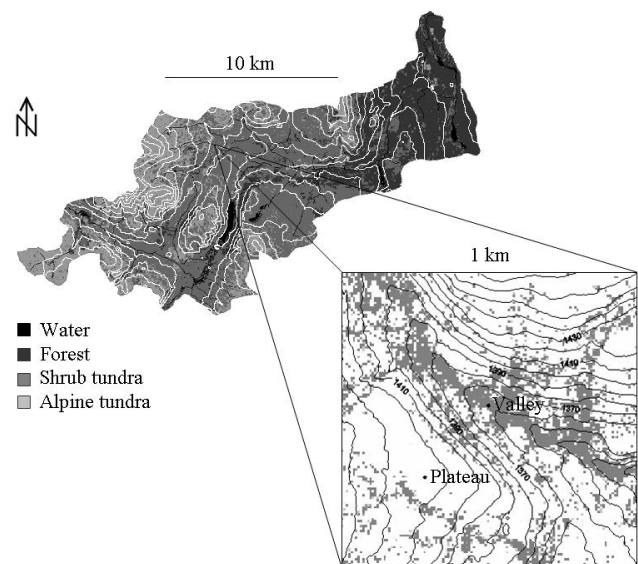 10 km
N
1 km
Water
Forest
Shrub tundra
Alpine tundra
1430
1410
1390
1410
1370
Valley
1390
1370
Plateau